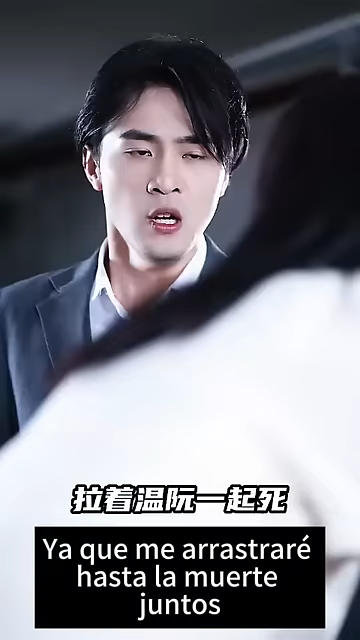 拉着温阮一起死
Ya que me arrastraré
hasta la muerte
juntos